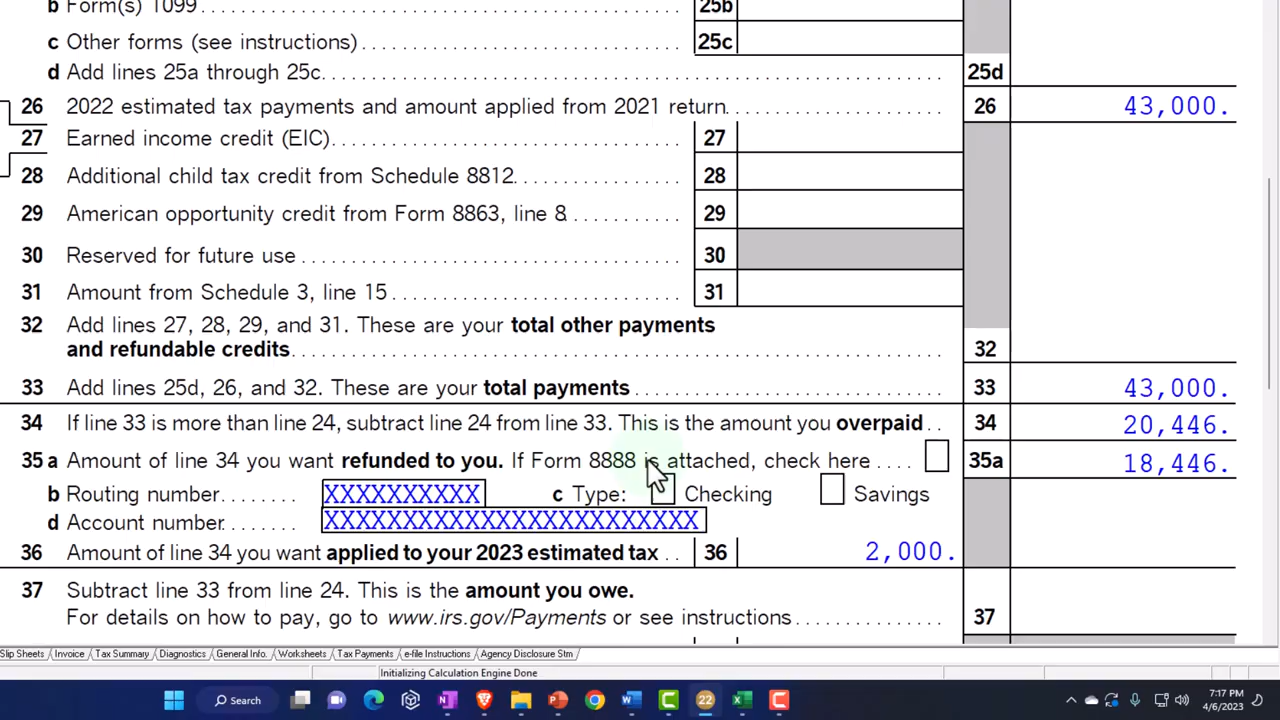 b Form(s) 1099 25b
c Other forms (see instructions) 25c
d Add lines 25a through 25c 25d
26 2022 estimated tax payments and amount applied from 2021 return 26 43,000.
27 Earned income credit (EIC) 27
28 Additional child tax credit from Schedule 8812 28
29 American opportunity credit from Form 8863, line 8 29
30 Reserved for future use 30
31 Amount from Schedule 3, line 15 31
32 Add lines 27, 28, 29, and 31. These are your total other payments
and refundable credits 32
33 Add lines 25d, 26, and 32. These are your total payments 33 43,000.
34 If line 33 is more than line 24, subtract line 24 from line 33. This is the amount you overpaid 34 20,446.
35a Amount of line 34 you want refunded to you. If Form 8888 is attached, check here 35a 18,446.
b Routing number XXXXXXXXXX c Type: Checking Savings
d Account number XXXXXXXXXXXXXXXXXXXXXXXX
36 Amount of line 34 you want applied to your 2023 estimated tax 36 2,000.
37 Subtract line 33 from line 24. This is the amount you owe.
For details on how to pay, go to www.irs.gov/Payments or see instructions 37
Slip Sheets Invoice Tax Summary Diagnostics General Info. Worksheets Tax Payments e-file Instructions Agency Disclosure Stm
Initializing Calculation Engine Done
Search 22 7:17 PM
4/6/2023